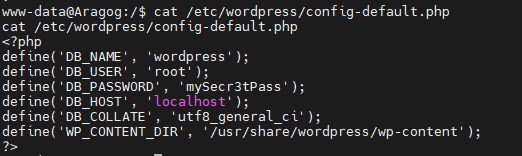 www-data@Aragog:/$ cat /etc/wordpress/config-default.php
cat /etc/wordpress/config-default.php
<?php
define('DB_NAME', 'wordpress');
define('DB_USER', 'root');
define('DB_PASSWORD', 'mySecr3tPass');
define('DB_HOST', 'localhost');
define('DB_COLLATE', 'utf8_general_ci');
define('WP_CONTENT_DIR', '/usr/share/wordpress/wp-content');
?>